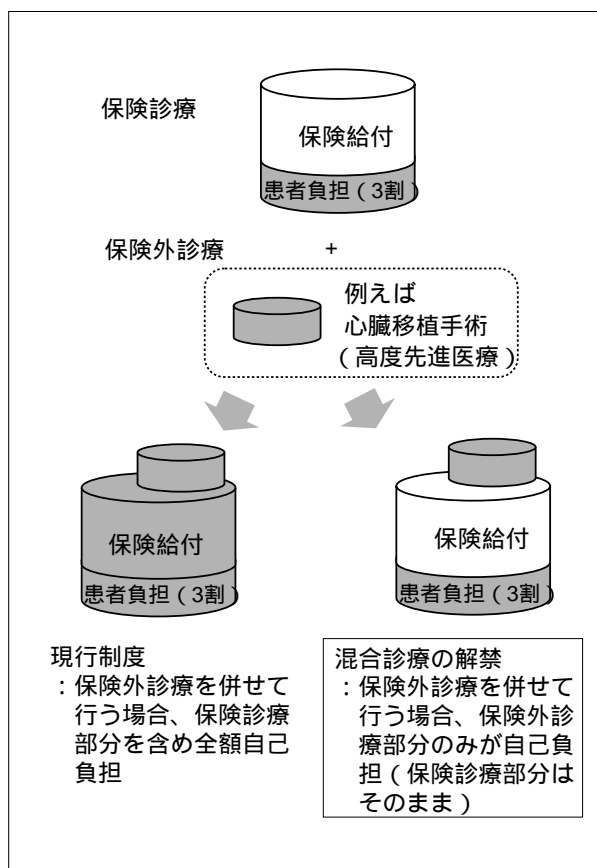 保険診療
保険給付
患者負担（3割）
保険外診療
+
例えば
心臓移植手術
（高度先進医療）
保険給付
患者負担（3割）
保険給付
患者負担（3割）
現行制度
：保険外診療を併せて
行う場合、保険診療
部分を含め全額自己
負担
混合診療の解禁
：保険外診療を併せて
行う場合、保険外診
療部分のみが自己負
担（保険診療部分は
そのまま）